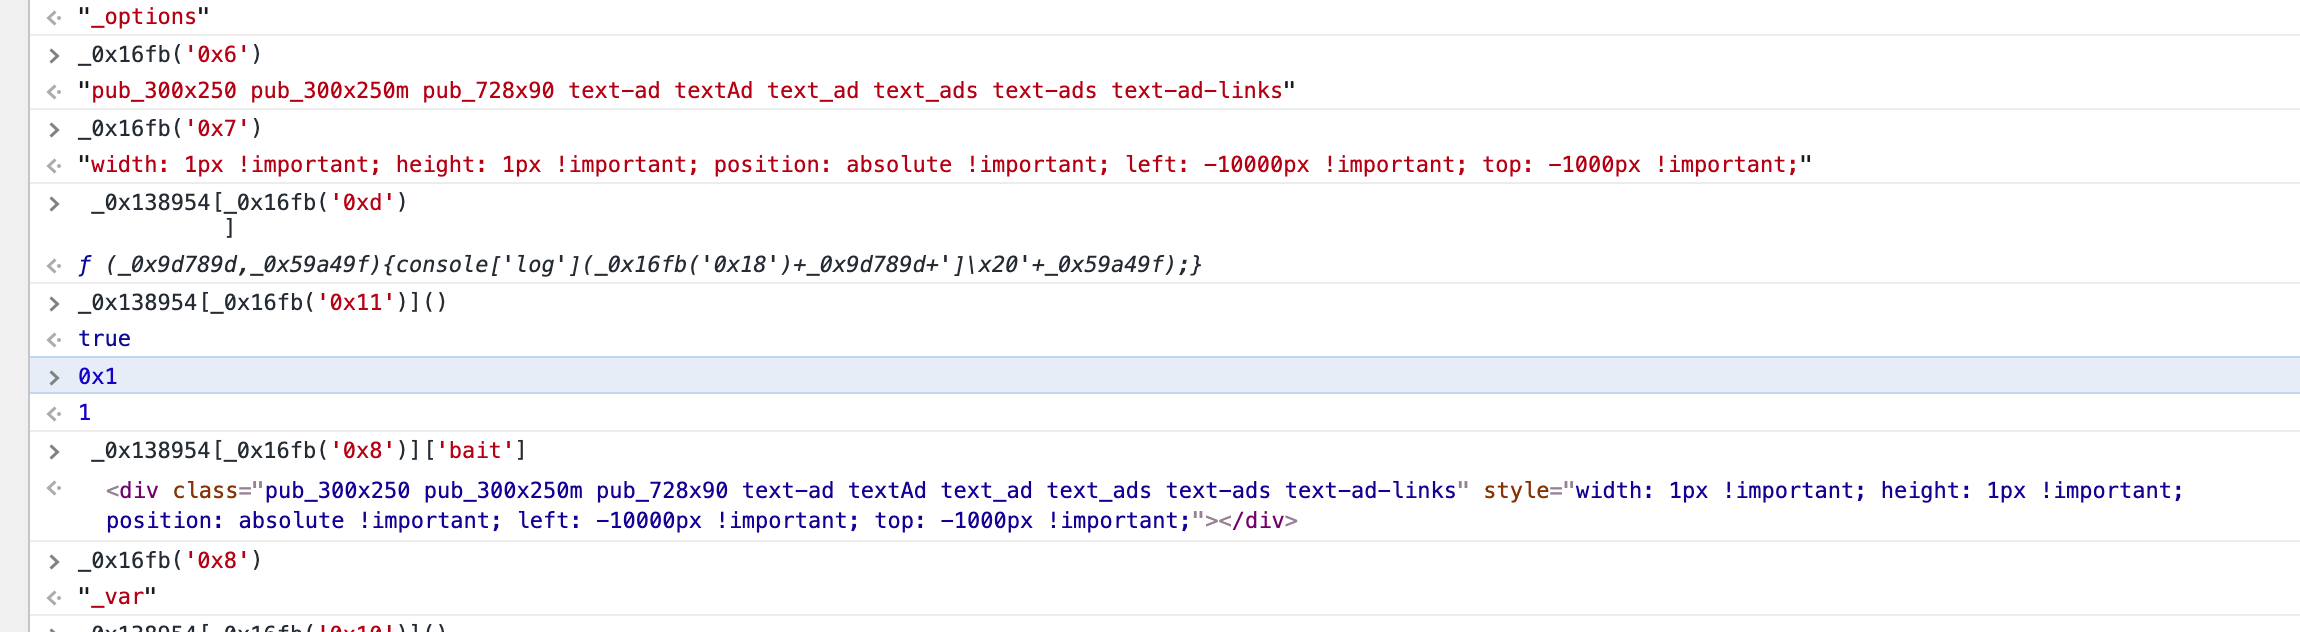 "_options"
_0x16fb('0x6')
"pub_300x250 pub_300x250m pub_728x90 text-ad textAd text_ad text_ads text-ads text-ad-links"
_0x16fb('0x7')
"width: 1px !important; height: 1px !important; position: absolute !important; left: -10000px !important; top: -1000px !important;"
_0x138954[_0x16fb('0xd')
]
ƒ (_0x9d789d,_0x59a49f){console['log'](_0x16fb('0x18')+_0x9d789d+']\x20'+_0x59a49f);}
_0x138954[_0x16fb('0x11')]()
true
0x1
1
_0x138954[_0x16fb('0x8')]['bait']
<div class="pub_300x250 pub_300x250m pub_728x90 text-ad textAd text_ad text_ads text-ads text-ad-links" style="width: 1px !important; height: 1px !important;
position: absolute !important; left: -10000px !important; top: -1000px !important;"></div>
_0x16fb('0x8')
"_var"
_0x138954[_0x16fb('0x10')]()